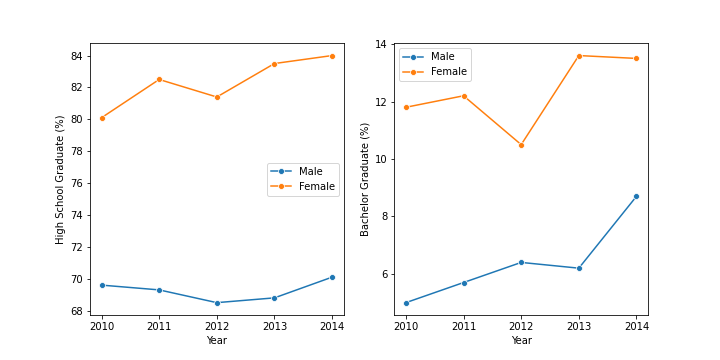 High School Graduate (%)
84
82
80
78
76
74
72
70
68
2010 2011 2012 2013 2014
Year
Male
Female
Bachelor Graduate (%)
14
12
10
8
6
2010 2011 2012 2013 2014
Year
Male
Female